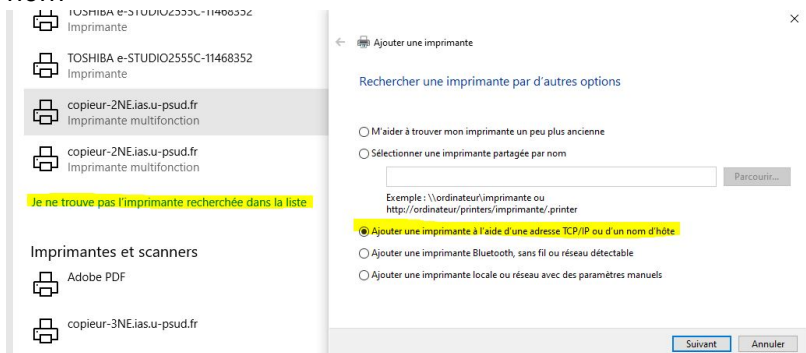 TOSHIBA e-STUDIO2555C-11468352
Imprimante
TOSHIBA e-STUDIO2555C-11468352
Imprimante
copieur-2NE.ias.u-psud.fr
Imprimante multifonction
copieur-2NE.ias.u-psud.fr
Imprimante multifonction
Je ne trouve pas l'imprimante recherchée dans la liste
Imprimantes et scanners
Adobe PDF
copieur-3NE.ias.u-psud.fr
Ajouter une imprimante
Rechercher une imprimante par d'autres options
M'aider à trouver mon imprimante un peu plus ancienne
Sélectionner une imprimante partagée par nom
Parcourir...
Exemple : \\ordinateur\imprimante ou
http://ordinateur/printers/imprimante/.printer
Ajouter une imprimante à l'aide d'une adresse TCP/IP ou d'un nom d'hôte
Ajouter une imprimante Bluetooth, sans fil ou réseau détectable
Ajouter une imprimante locale ou réseau avec des paramètres manuels
Suivant Annuler